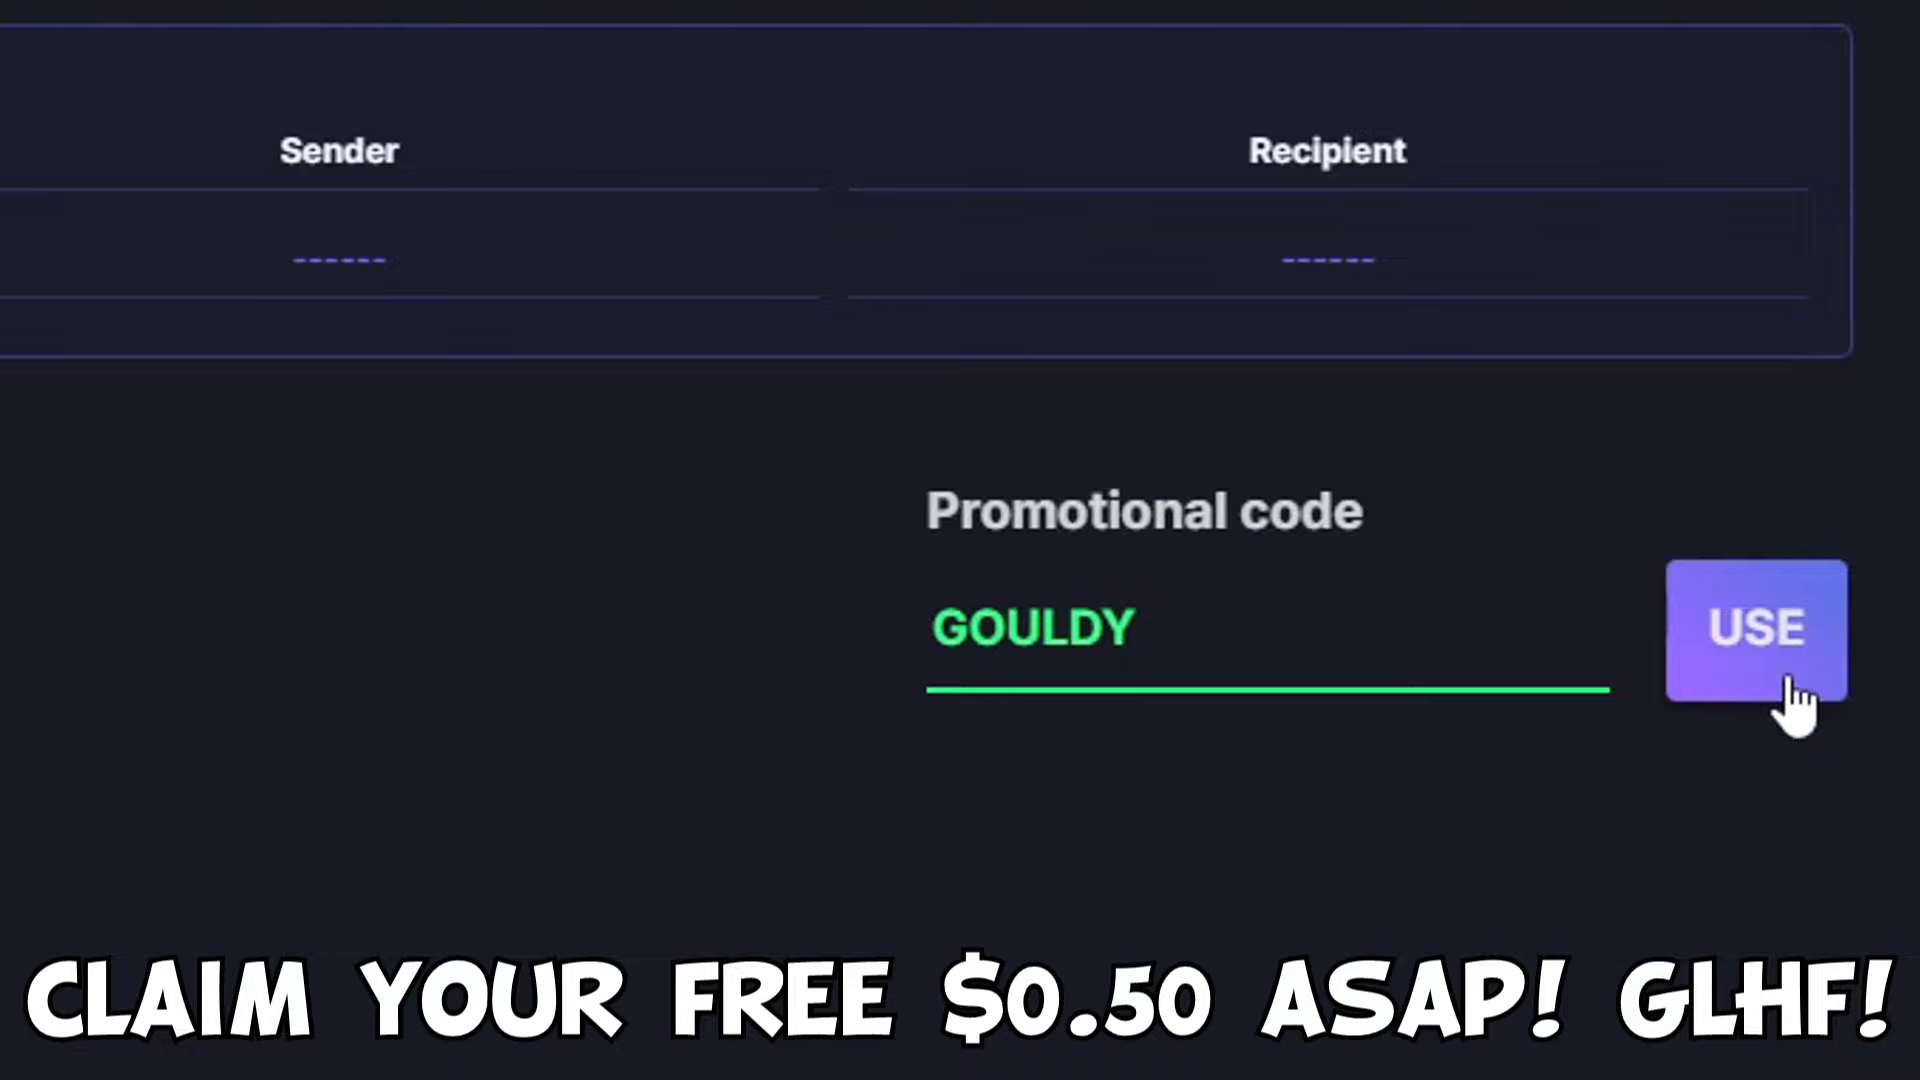 Sender Recipient
------ ------
Promotional code
GOULDY USE
CLAIM YOUR FREE $0.50 ASAP! GLHF!